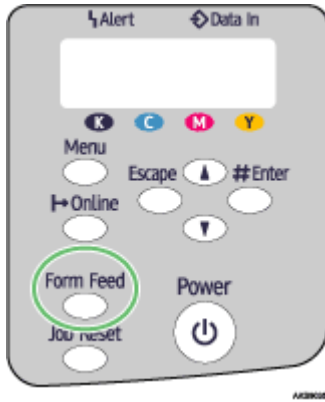 Alert Data In
K C M Y
Menu
Escape #Enter
Online
Form Feed
Power
Job Reset